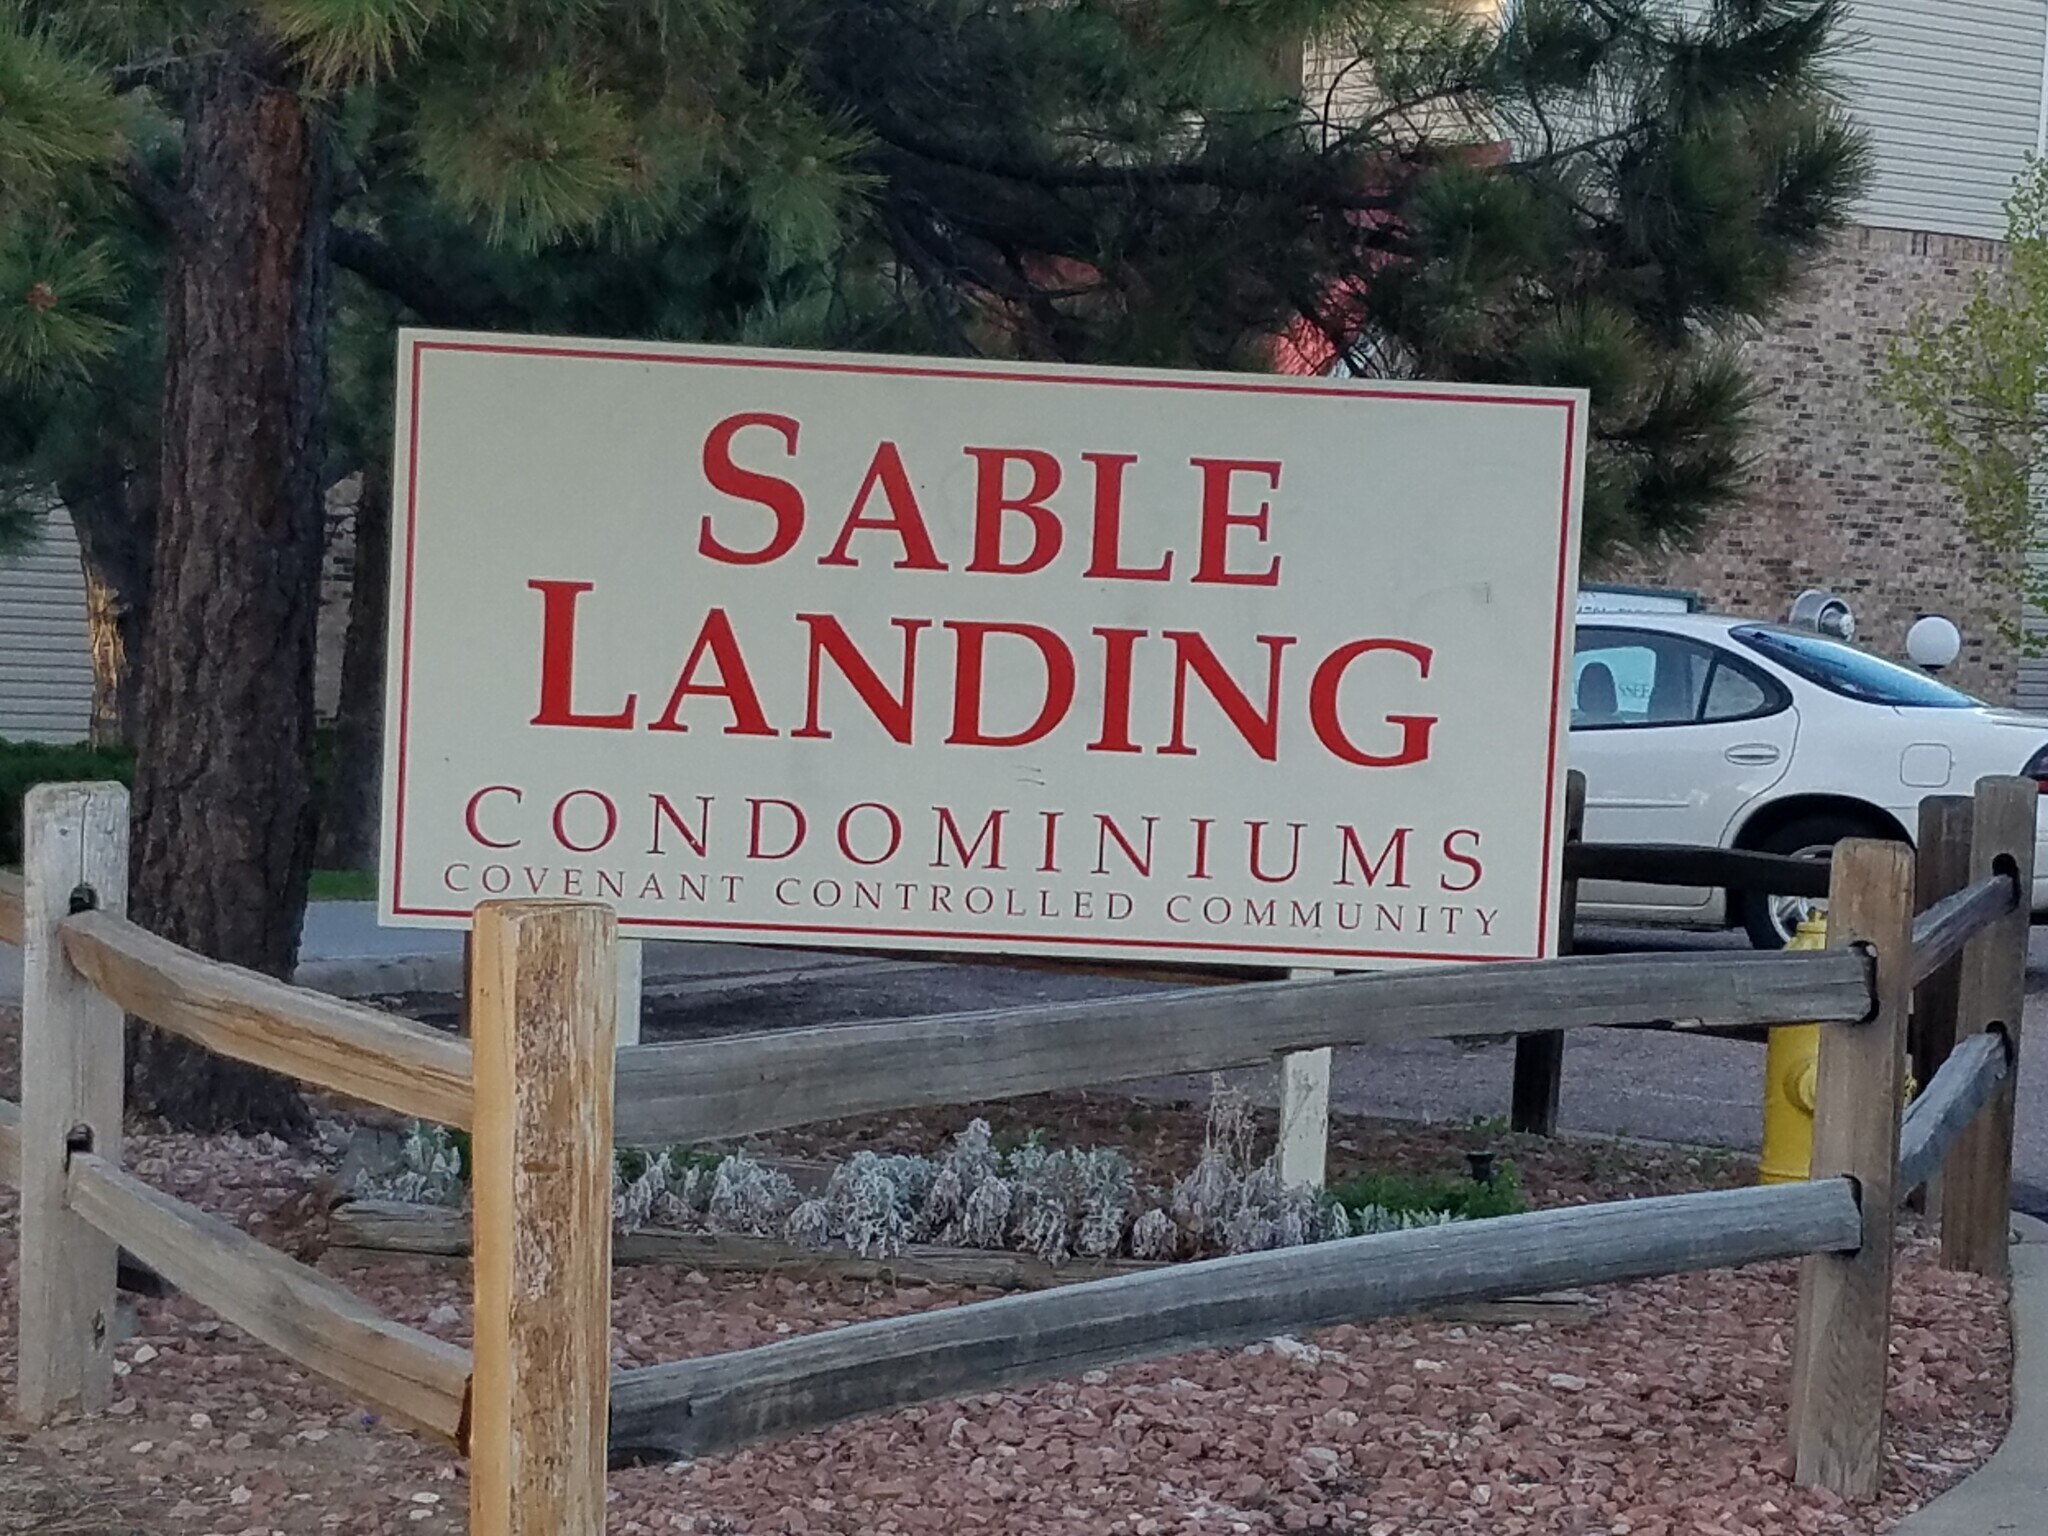 SABLE
LANDING
CONDOMINIUMS
COVENANT CONTROLLED COMMUNITY